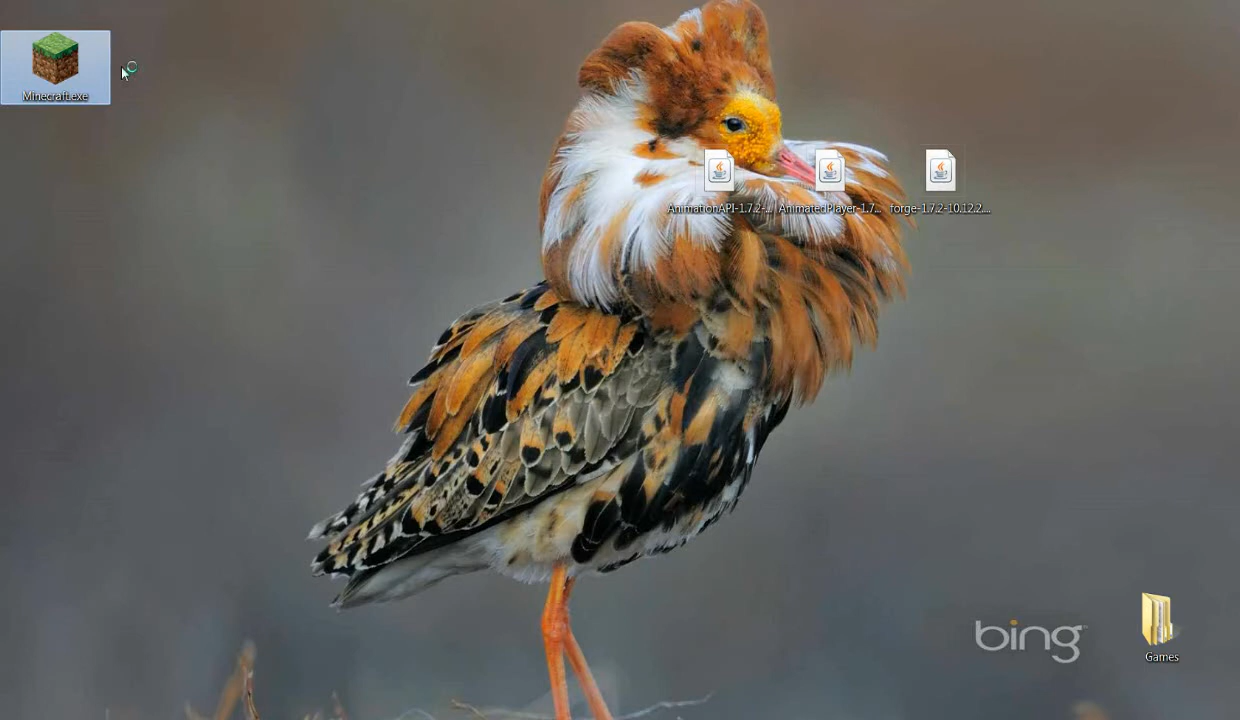 Minecraft.exe
AnimationAPI-1.7.2-...
AnimatedPlayer-1.7...
forge-1.7.2-10.12.2....
bing
Games